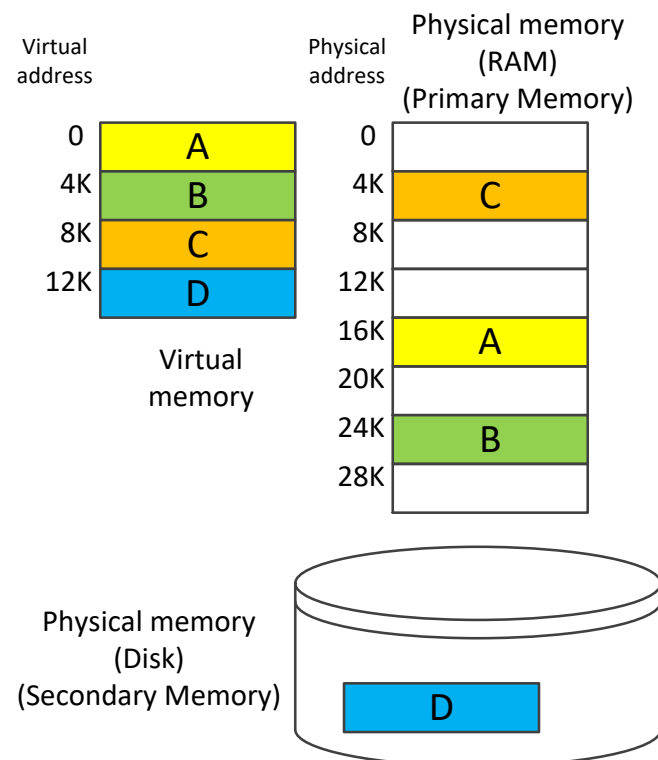 Virtual
address
0
A
4K
B
8K
C
12K
D
Virtual
memory
Physical
address
Physical memory
(RAM)
(Primary Memory)
0
4K
C
8K
12K
16K
A
20K
24K
B
28K
Physical memory
(Disk)
(Secondary Memory)
D